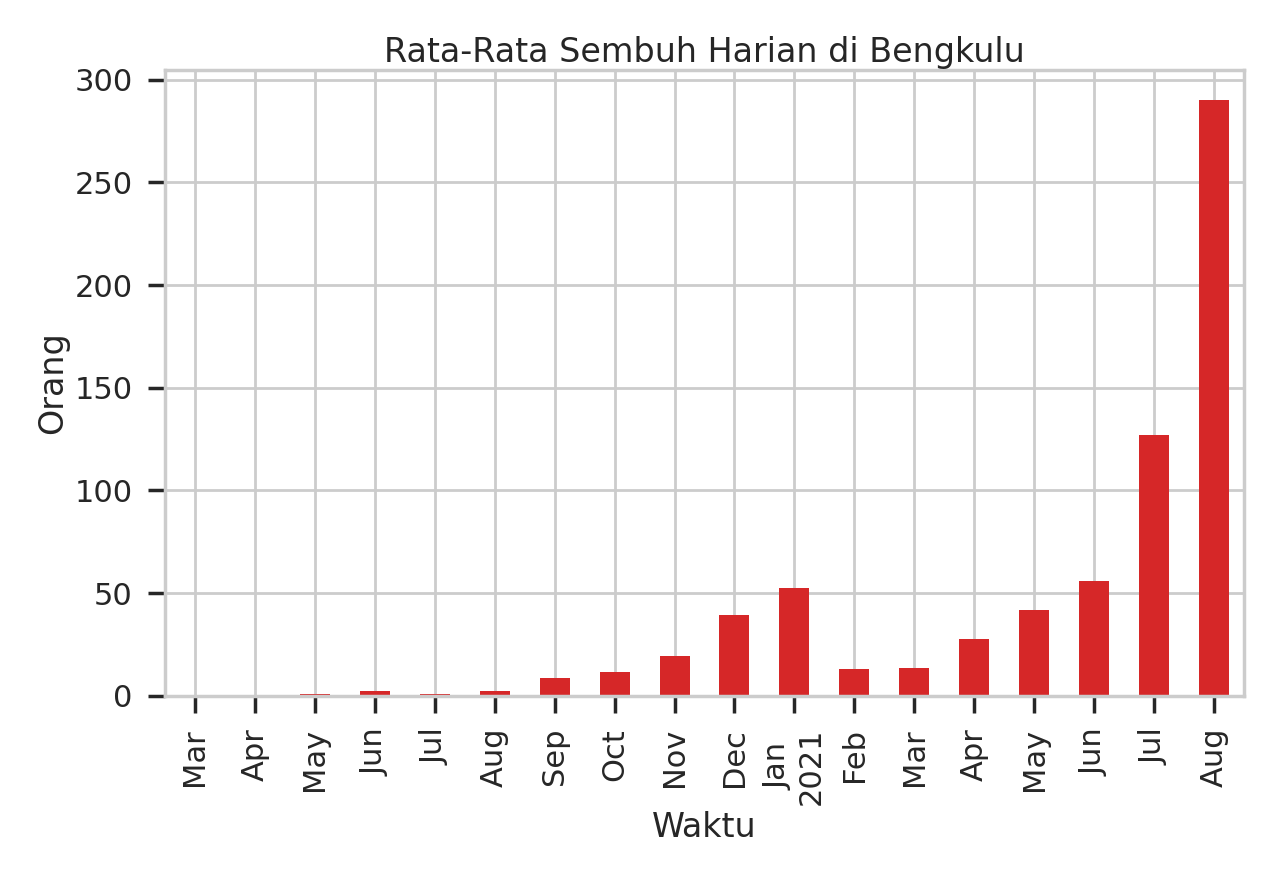 Rata-Rata Sembuh Harian di Bengkulu
300
250
200
150
100
50
0
Orang
Mar
Apr
May
Jun
Jul
Aug
Sep
Oct
Nov
Dec
Jan
2021
Feb
Mar
Apr
May
Jun
Jul
Aug
Waktu